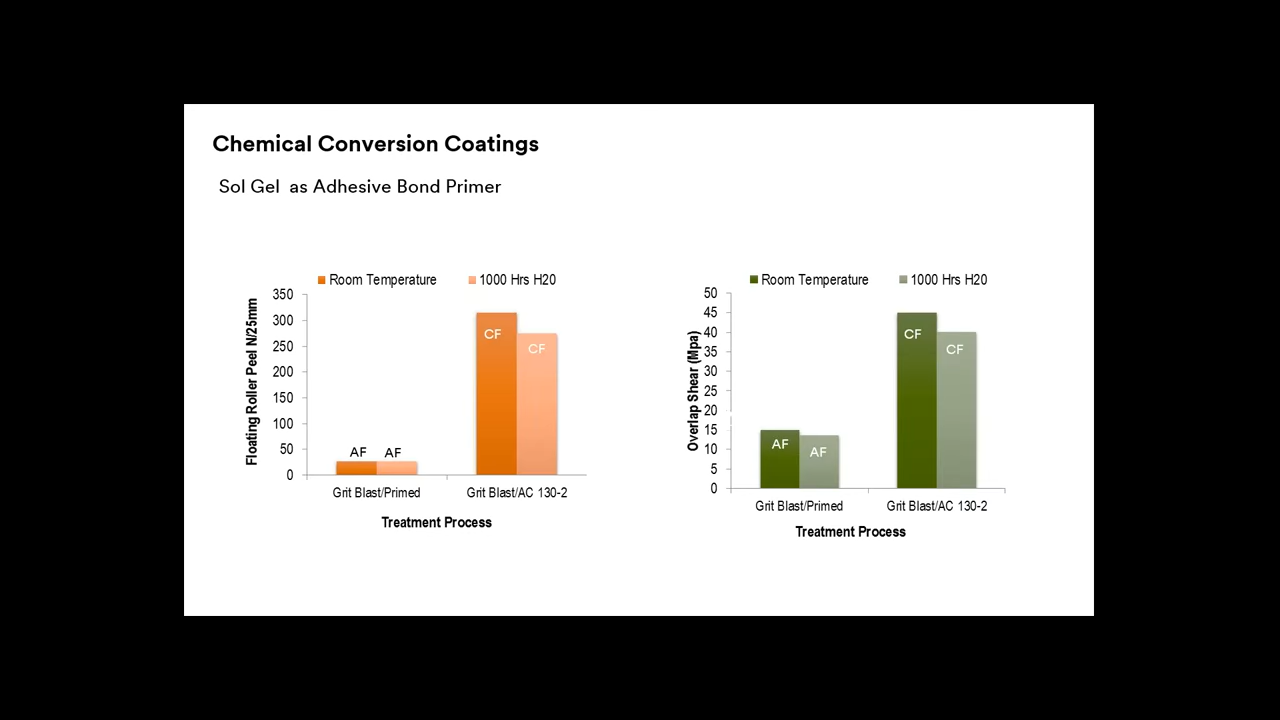 Chemical Conversion Coatings
Sol Gel as Adhesive Bond Primer
Room Temperature
1000 Hrs H20
Floating Roller Peel N/25mm
350
300
250
200
150
100
50
0
AF
AF
CF
CF
Grit Blast/Primed
Grit Blast/AC 130-2
Treatment Process
Room Temperature
1000 Hrs H20
Overlap Shear (Mpa)
50
45
40
35
30
25
20
15
10
5
0
AF
AF
CF
CF
Grit Blast/Primed
Grit Blast/AC 130-2
Treatment Process